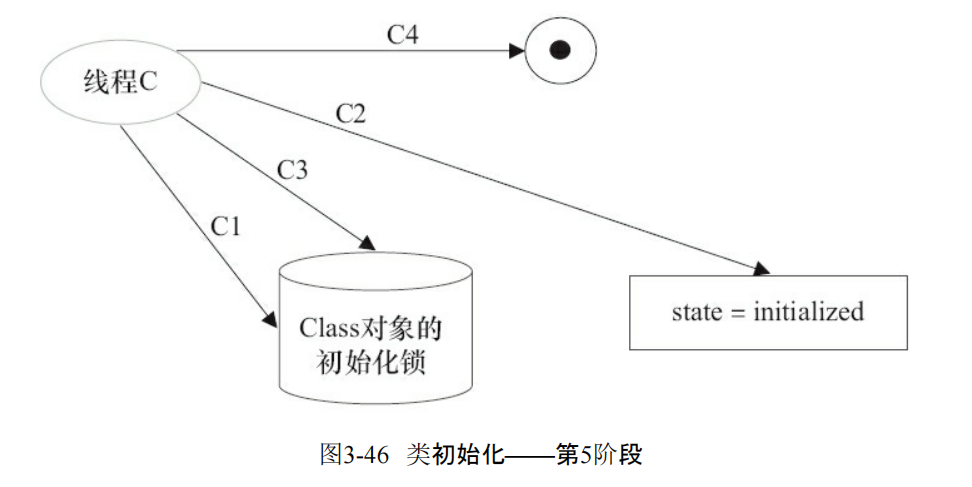 C4
线程C
C2
C3
C1
Class对象的
初始化锁
state = initialized
图3-46 类初始化——第5阶段